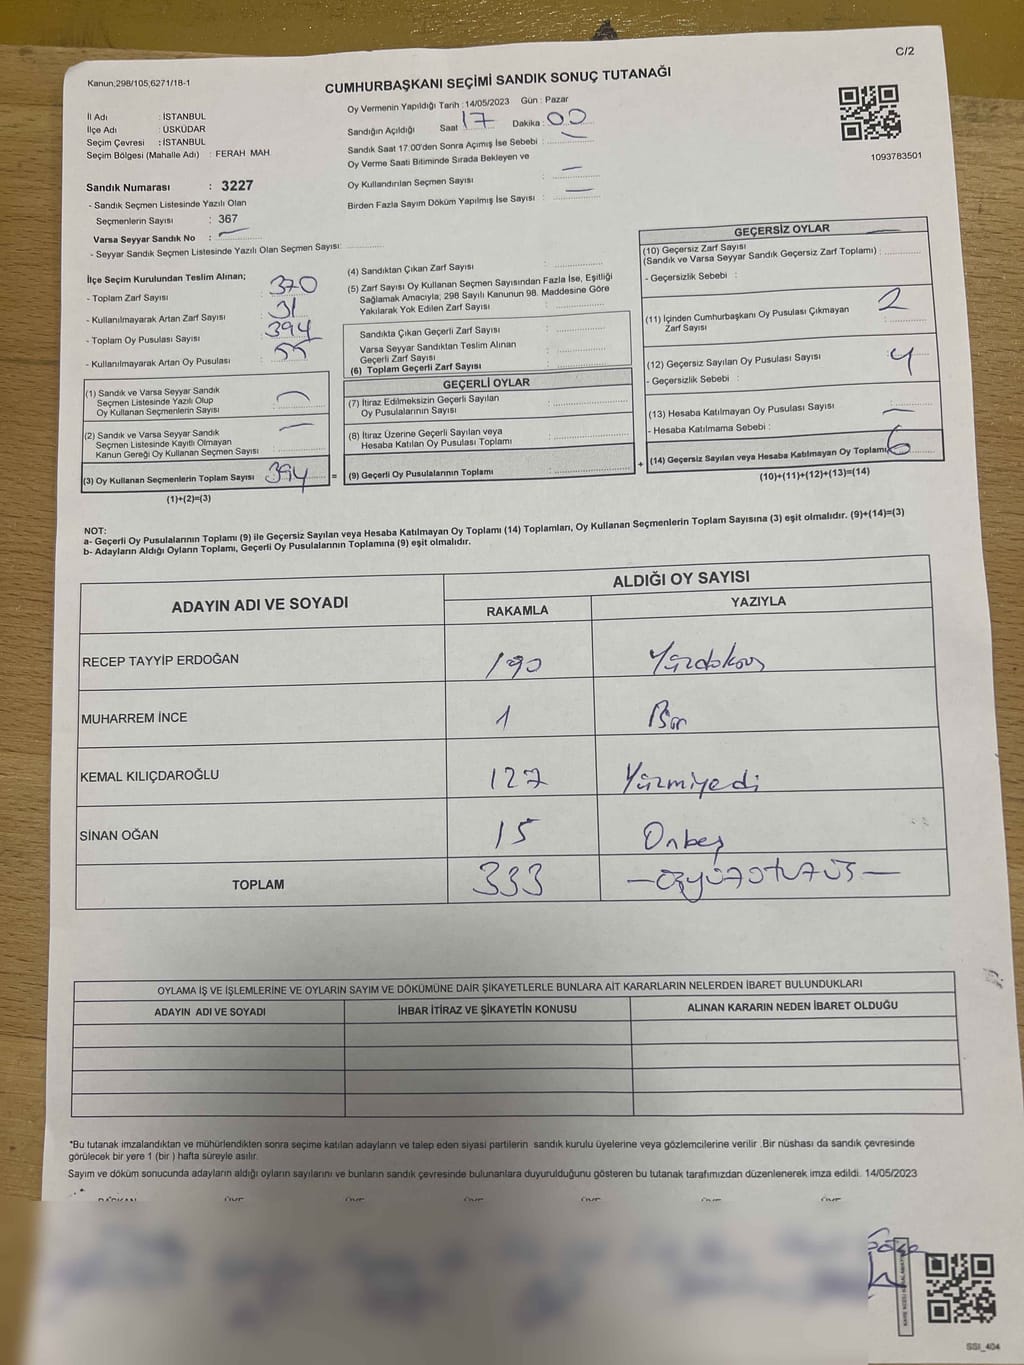 C/2
Kanun,298/105,6271/18-1
CUMHURBAŞKANI SEÇİMİ SANDIK SONUÇ TUTANAĞI
İl Adı : İSTANBUL
İlçe Adı : ÜSKÜDAR
Seçim Çevresi : İSTANBUL
Seçim Bölgesi (Mahalle Adı) : FERAH MAH.
Oy Vermenin Yapıldığı Tarih :14/05/2023 Gün : Pazar
Sandığın Açıldığı Saat 17 Dakika : 00
Sandık Saat 17.00'den Sonra Açımış İse Sebebi : —
Oy Verme Saati Bitiminde Sırada Bekleyen ve
Oy Kullandırılan Seçmen Sayısı —
Birden Fazla Sayım Döküm Yapılmış İse Sayısı : —
1093783501
Sandık Numarası : 3227
- Sandık Seçmen Listesinde Yazılı Olan
Seçmenlerin Sayısı : 367
Varsa Seyyar Sandık No : —
- Seyyar Sandık Seçmen Listesinde Yazılı Olan Seçmen Sayısı:
İlçe Seçim Kurulundan Teslim Alınan;
- Toplam Zarf Sayısı : 370
- Kullanılmayarak Artan Zarf Sayısı : 31
- Toplam Oy Pusulası Sayısı : 394
- Kullanılmayarak Artan Oy Pusulası : 55
(1) Sandık ve Varsa Seyyar Sandık
Seçmen Listesinde Yazılı Olup
Oy Kullanan Seçmenlerin Sayısı : —
(2) Sandık ve Varsa Seyyar Sandık
Seçmen Listesinde Kayıtlı Olmayan
Kanun Gereği Oy Kullanan Seçmen Sayısı : —
(3) Oy Kullanan Seçmenlerin Toplam Sayısı : 394
(1)+(2)=(3)
=
(4) Sandıktan Çıkan Zarf Sayısı :
(5) Zarf Sayısı Oy Kullanan Seçmen Sayısından Fazla İse, Eşitliği
Sağlamak Amacıyla; 298 Sayılı Kanunun 98. Maddesine Göre
Yakılarak Yok Edilen Zarf Sayısı :
Sandıkta Çıkan Geçerli Zarf Sayısı :
Varsa Seyyar Sandıktan Teslim Alınan
Geçerli Zarf Sayısı :
(6) Toplam Geçerli Zarf Sayısı :
GEÇERLİ OYLAR
(7) İtiraz Edilmeksizin Geçerli Sayılan
Oy Pusulalarının Sayısı :
(8) İtiraz Üzerine Geçerli Sayılan veya
Hesaba Katılan Oy Pusulası Toplamı :
(9) Geçerli Oy Pusulalarının Toplamı :
+
GEÇERSİZ OYLAR
(10) Geçersiz Zarf Sayısı
(Sandık ve Varsa Seyyar Sandık Geçersiz Zarf Toplamı) : —
- Geçersizlik Sebebi :
(11) İçinden Cumhurbaşkanı Oy Pusulası Çıkmayan
Zarf Sayısı : 2
(12) Geçersiz Sayılan Oy Pusulası Sayısı : 4
- Geçersizlik Sebebi :
(13) Hesaba Katılmayan Oy Pusulası Sayısı : —
- Hesaba Katılmama Sebebi :
(14) Geçersiz Sayılan veya Hesaba Katılmayan Oy Toplamı: 6
(10)+(11)+(12)+(13)=(14)
NOT:
a- Geçerli Oy Pusulalarının Toplamı (9) ile Geçersiz Sayılan veya Hesaba Katılmayan Oy Toplamı (14) Toplamları, Oy Kullanan Seçmenlerin Toplam Sayısına (3) eşit olmalıdır. (9)+(14)=(3)
b- Adayların Aldığı Oyların Toplamı, Geçerli Oy Pusulalarının Toplamına (9) eşit olmalıdır.
ADAYIN ADI VE SOYADI
ALDIĞI OY SAYISI
RAKAMLA YAZIYLA
RECEP TAYYİP ERDOĞAN 190
MUHARREM İNCE 1 Bir
KEMAL KILIÇDAROĞLU 127 Yüzmiyedi
SİNAN OĞAN 15 Onbeş
TOPLAM 333 —ÜÇYÜZOTUZÜÇ—
OYLAMA İŞ VE İŞLEMLERİNE VE OYLARIN SAYIM VE DÖKÜMÜNE DAİR ŞİKAYETLERLE BUNLARA AİT KARARLARIN NELERDEN İBARET BULUNDUKLARI
ADAYIN ADI VE SOYADI İHBAR İTİRAZ VE ŞİKAYETİN KONUSU ALINAN KARARIN NEDEN İBARET OLDUĞU
*Bu tutanak imzalandıktan ve mühürlendikten sonra seçime katılan adayların ve talep eden siyasi partilerin sandık kurulu üyelerine veya gözlemcilerine verilir .Bir nüshası da sandık çevresinde
görülecek bir yere 1 (bir ) hafta süreyle asılır.
Sayım ve döküm sonucunda adayların aldığı oyların sayılarını ve bunların sandık çevresinde bulunanlara duyurulduğunu gösteren bu tutanak tarafımızdan düzenlenerek imza edildi. 14/05/2023
BAŞKAN ÜYE ÜYE ÜYE ÜYE ÜYE ÜYE
SSI_404